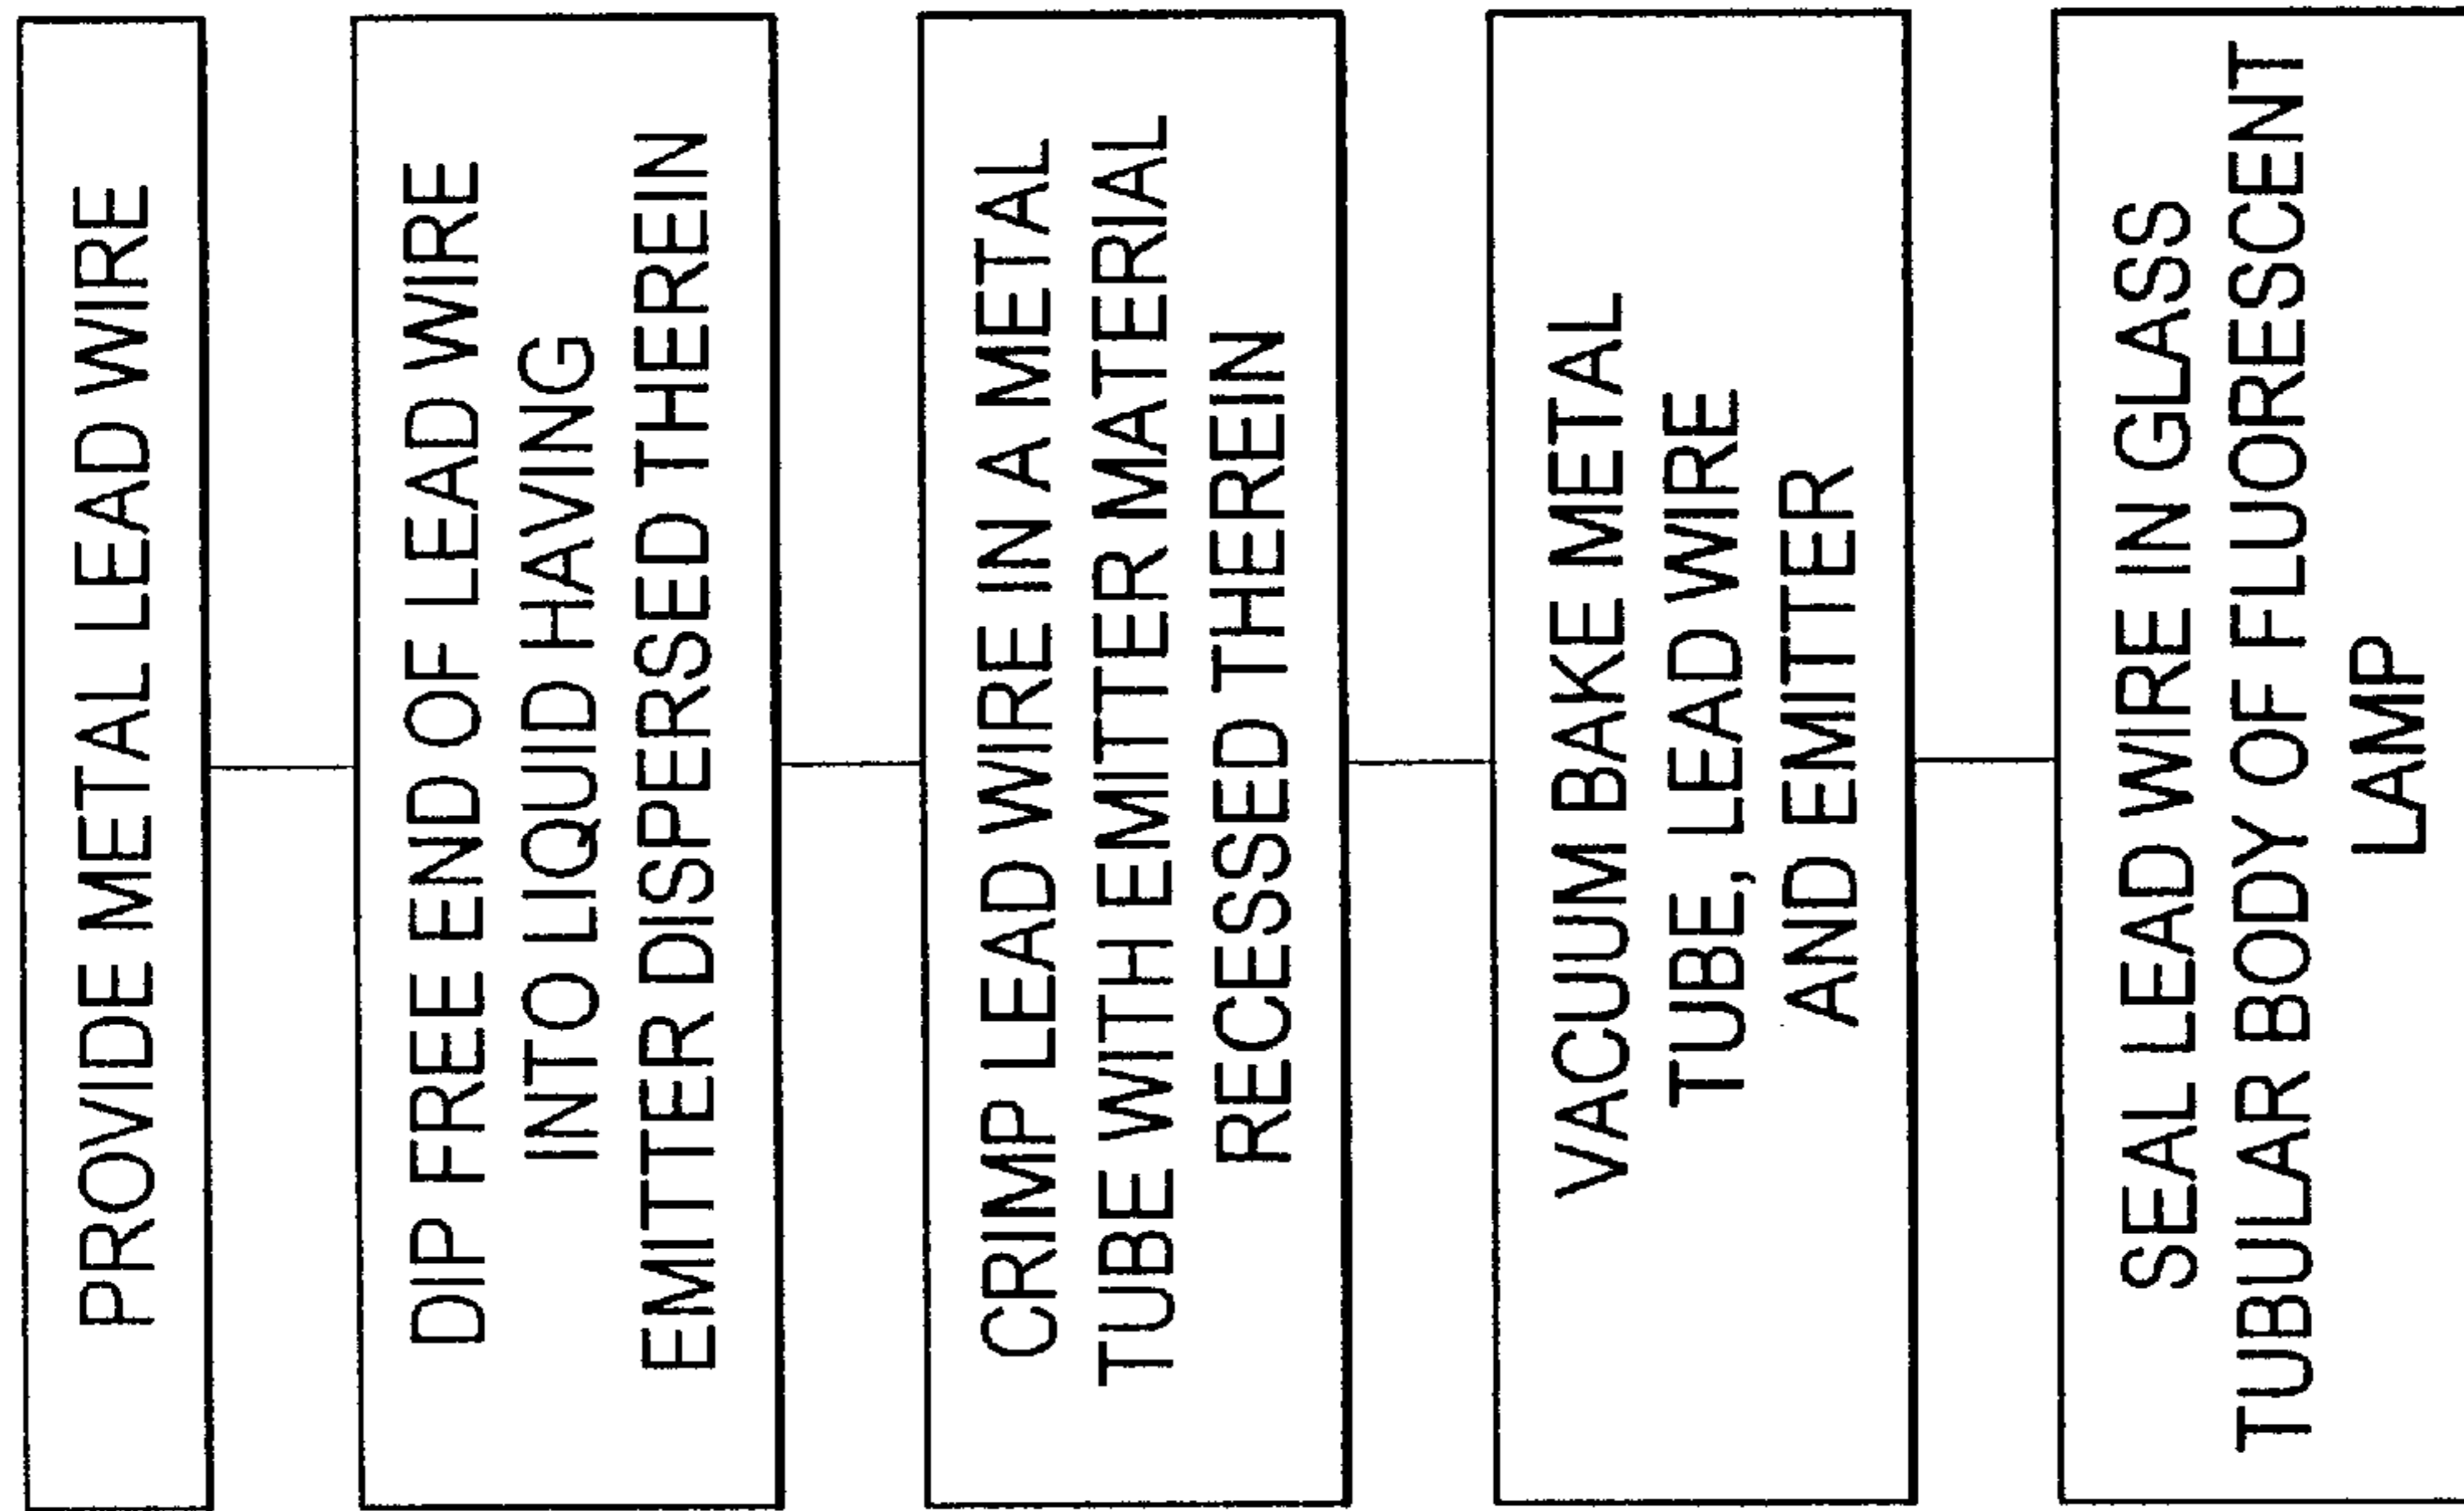 PROVIDE METAL LEAD WIRE
DIP FREE END OF LEAD WIRE
INTO LIQUID HAVING
EMITTER DISPERSED THEREIN
CRIMP LEAD WIRE IN A METAL
TUBE WITH EMITTER MATERIAL
RECESSED THEREIN
VACUUM BAKE METAL
TUBE, LEAD WIRE
AND EMITTER
SEAL LEAD WIRE IN GLASS
TUBULAR BODY OF FLUORESCENT
LAMP